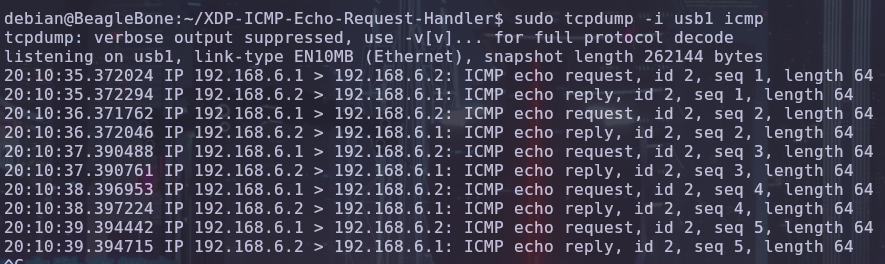 debian@BeagleBone:~/XDP-ICMP-Echo-Request-Handler$ sudo tcpdump -i usb1 icmp
tcpdump: verbose output suppressed, use -v[v]... for full protocol decode
listening on usb1, link-type EN10MB (Ethernet), snapshot length 262144 bytes
20:10:35.372024 IP 192.168.6.1 > 192.168.6.2: ICMP echo request, id 2, seq 1, length 64
20:10:35.372294 IP 192.168.6.2 > 192.168.6.1: ICMP echo reply, id 2, seq 1, length 64
20:10:36.371762 IP 192.168.6.1 > 192.168.6.2: ICMP echo request, id 2, seq 2, length 64
20:10:36.372046 IP 192.168.6.2 > 192.168.6.1: ICMP echo reply, id 2, seq 2, length 64
20:10:37.390488 IP 192.168.6.1 > 192.168.6.2: ICMP echo request, id 2, seq 3, length 64
20:10:37.390761 IP 192.168.6.2 > 192.168.6.1: ICMP echo reply, id 2, seq 3, length 64
20:10:38.396953 IP 192.168.6.1 > 192.168.6.2: ICMP echo request, id 2, seq 4, length 64
20:10:38.397224 IP 192.168.6.2 > 192.168.6.1: ICMP echo reply, id 2, seq 4, length 64
20:10:39.394442 IP 192.168.6.1 > 192.168.6.2: ICMP echo request, id 2, seq 5, length 64
20:10:39.394715 IP 192.168.6.2 > 192.168.6.1: ICMP echo reply, id 2, seq 5, length 64